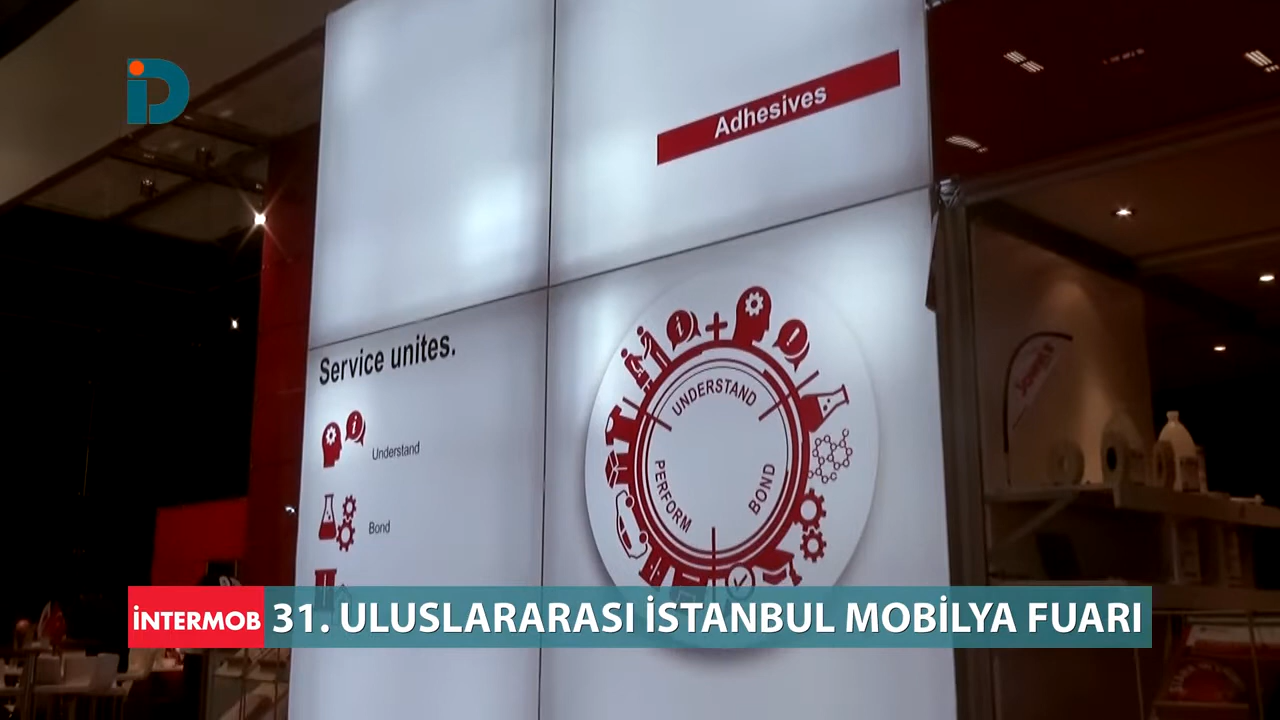 iD
Adhesives
Service unites.
Understand
Bond
UNDERSTAND
PERFORM
BOND
İNTERMOB 31. ULUSLARARASI İSTANBUL MOBİLYA FUARI